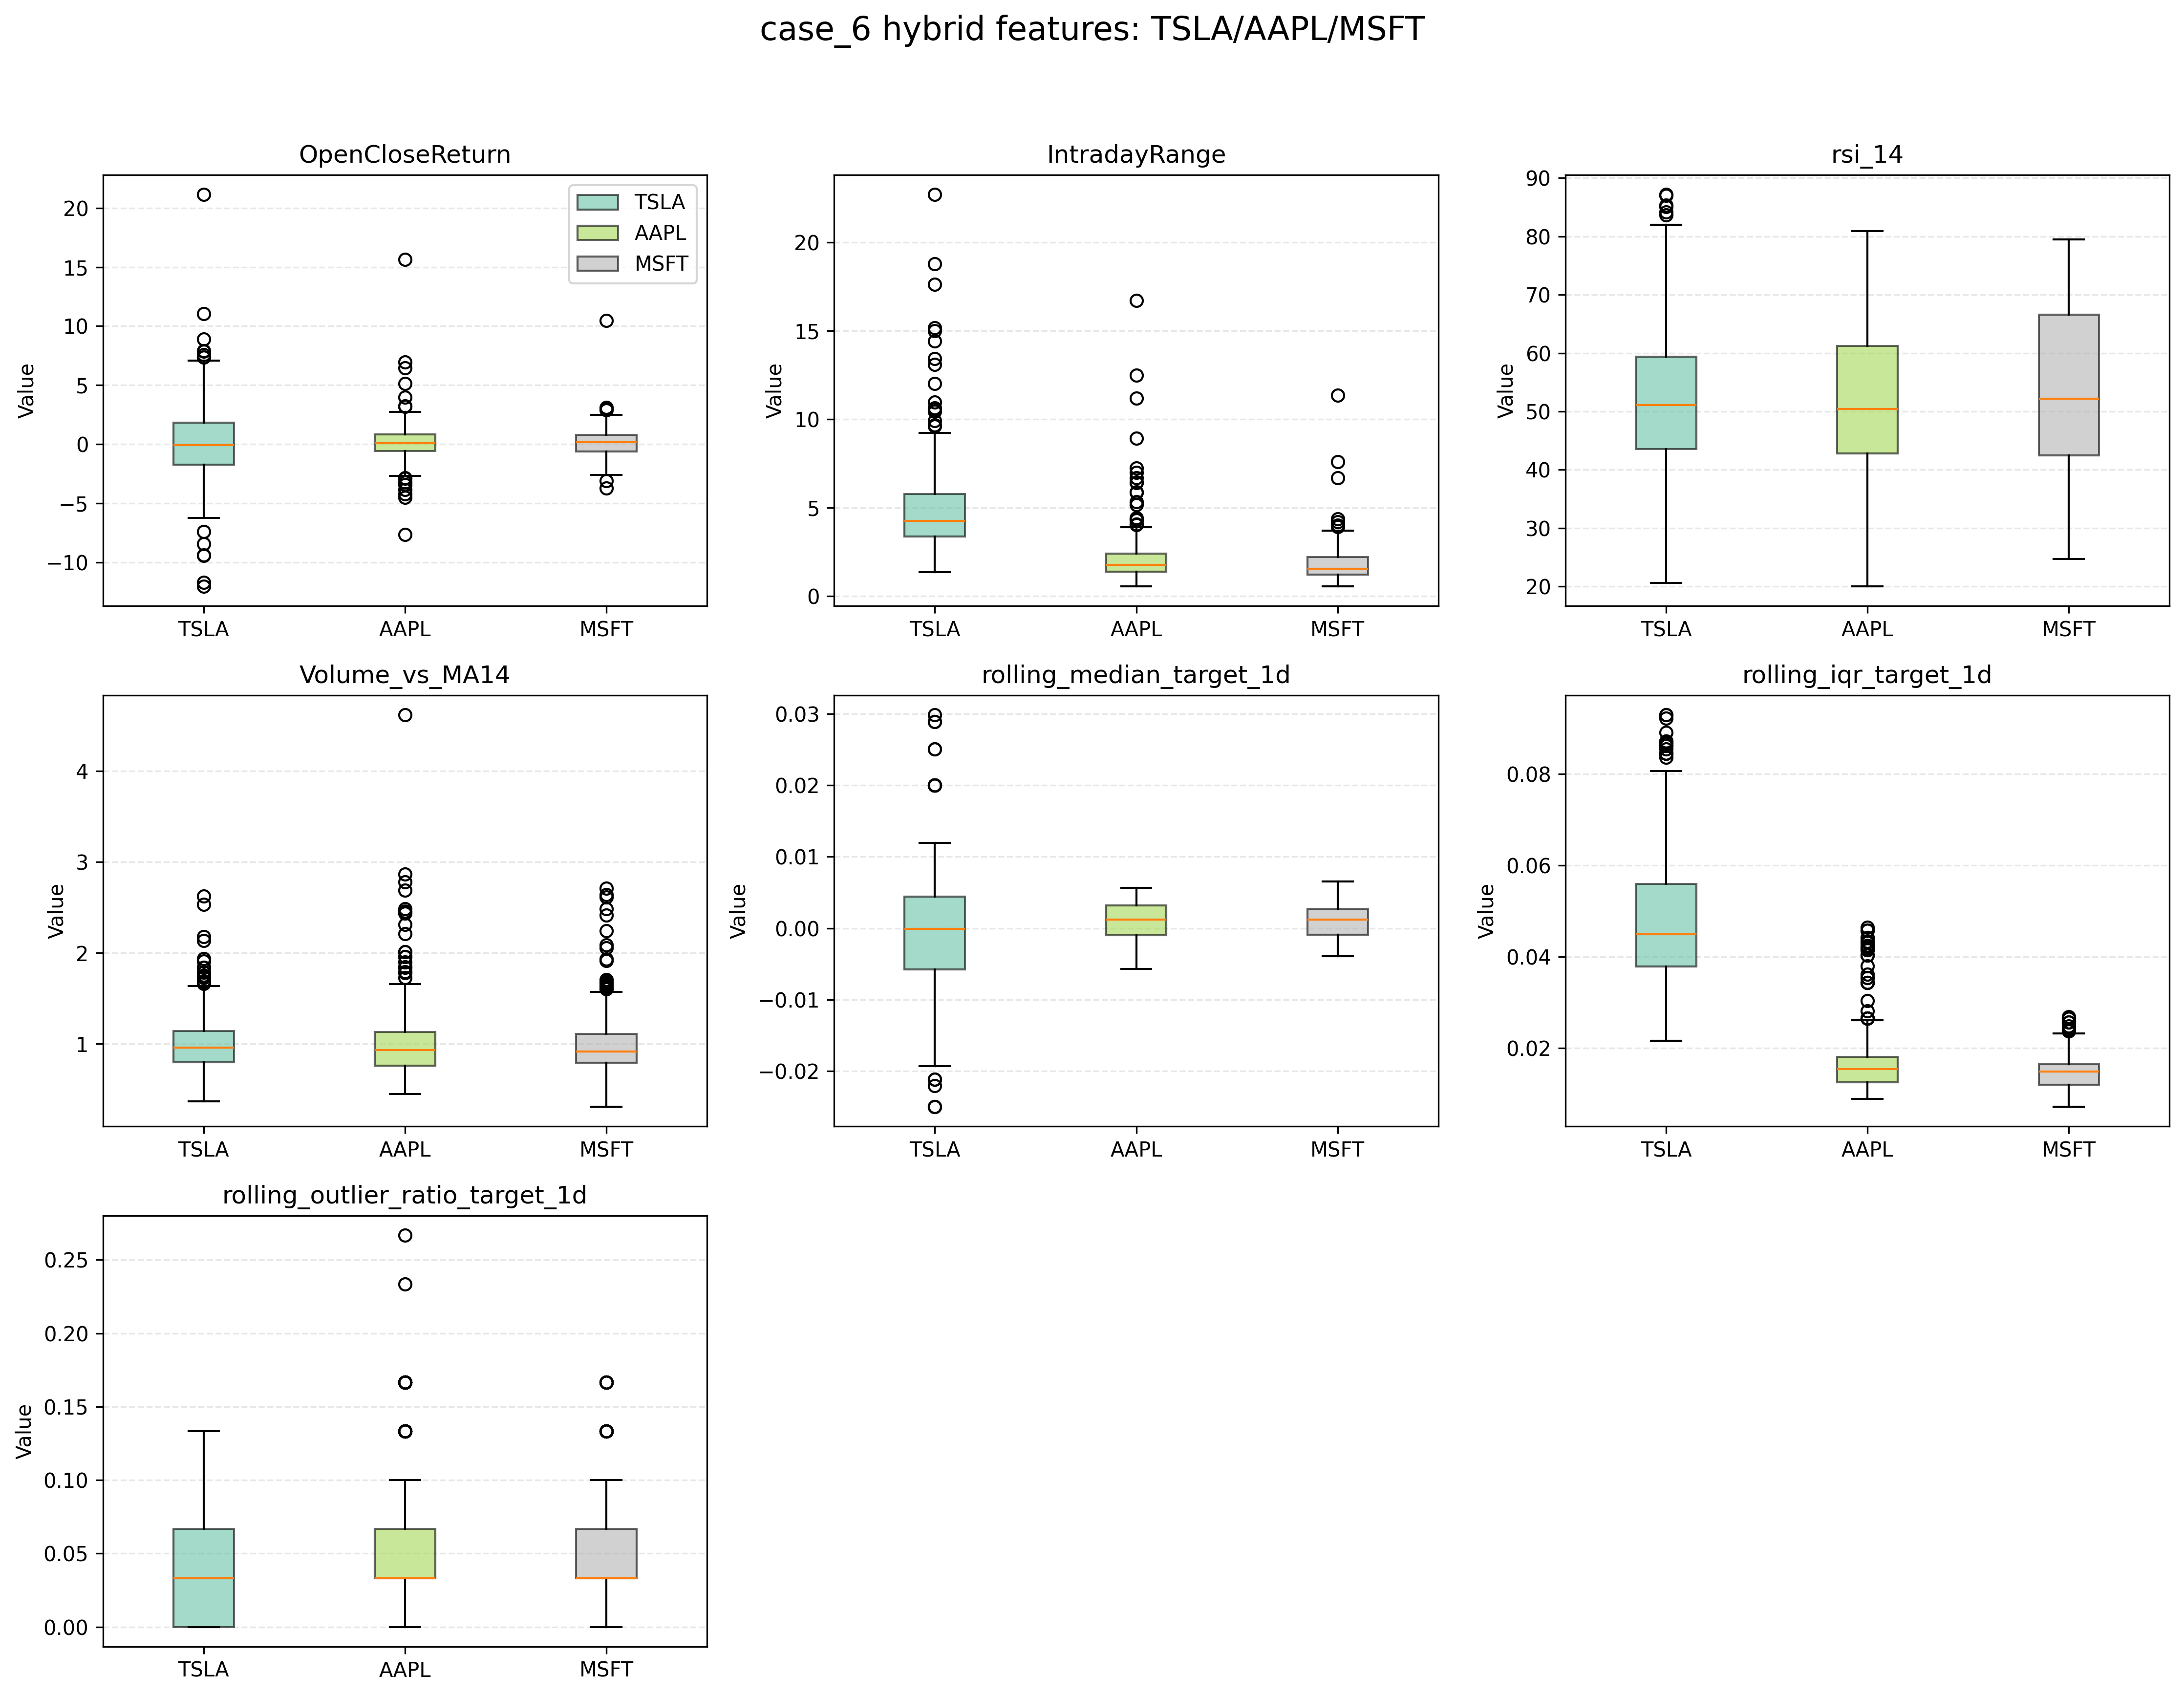 case_6 hybrid features: TSLA/AAPL/MSFT
OpenCloseReturn
Value
20
15
10
5
0
−5
−10
TSLA
AAPL
MSFT
TSLA
AAPL
MSFT
IntradayRange
Value
20
15
10
5
0
TSLA
AAPL
MSFT
rsi_14
Value
90
80
70
60
50
40
30
20
TSLA
AAPL
MSFT
Volume_vs_MA14
Value
4
3
2
1
TSLA
AAPL
MSFT
rolling_median_target_1d
Value
0.03
0.02
0.01
0.00
−0.01
−0.02
TSLA
AAPL
MSFT
rolling_iqr_target_1d
Value
0.08
0.06
0.04
0.02
TSLA
AAPL
MSFT
rolling_outlier_ratio_target_1d
Value
0.25
0.20
0.15
0.10
0.05
0.00
TSLA
AAPL
MSFT